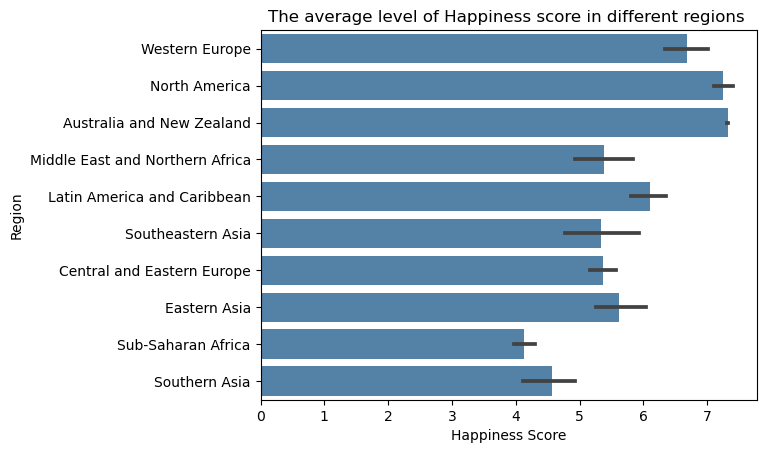 The average level of Happiness score in different regions
Western Europe
North America
Australia and New Zealand
Middle East and Northern Africa
Latin America and Caribbean
Southeastern Asia
Central and Eastern Europe
Eastern Asia
Sub-Saharan Africa
Southern Asia
Region
0 1 2 3 4 5 6 7
Happiness Score